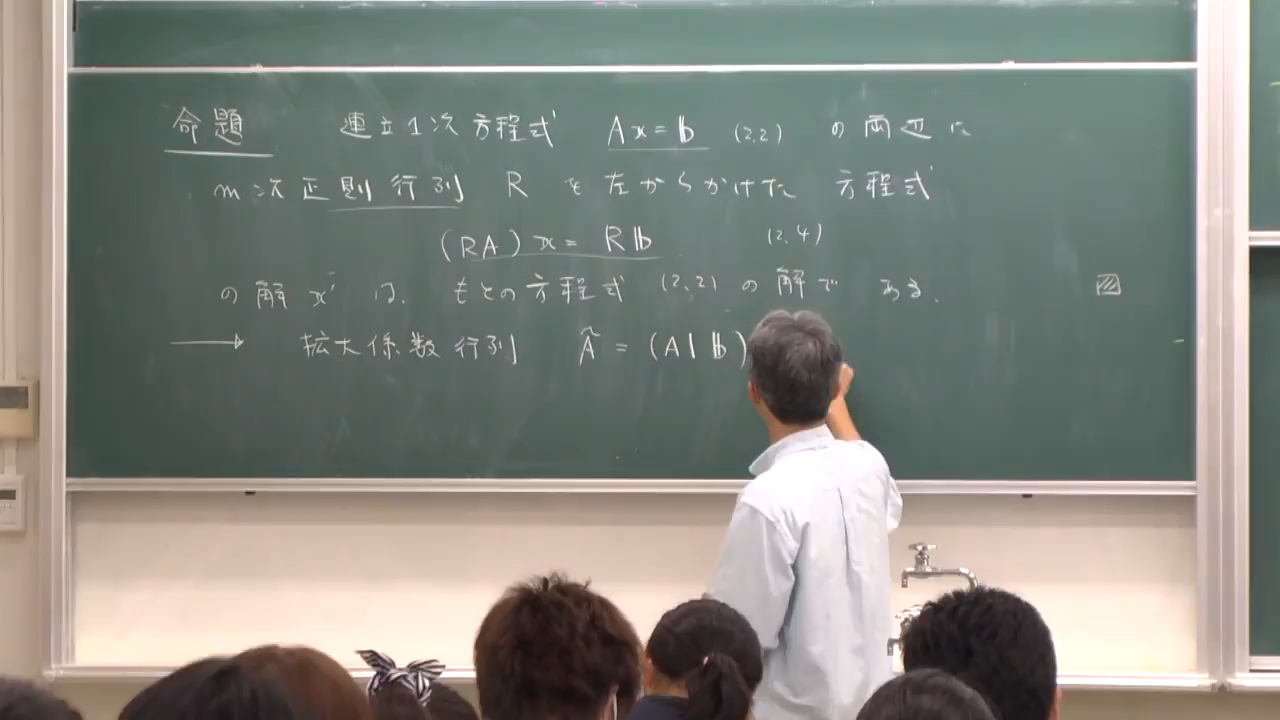 命題 連立1次方程式 Ax = b (2.2) の両辺に
m次正則行列 R を左からかけた 方程式
(RA)x = Rb (2.4)
の解 x は、もとの方程式 (2.2) の解で ある.
→ 拡大係数行列 Â = (A|b)